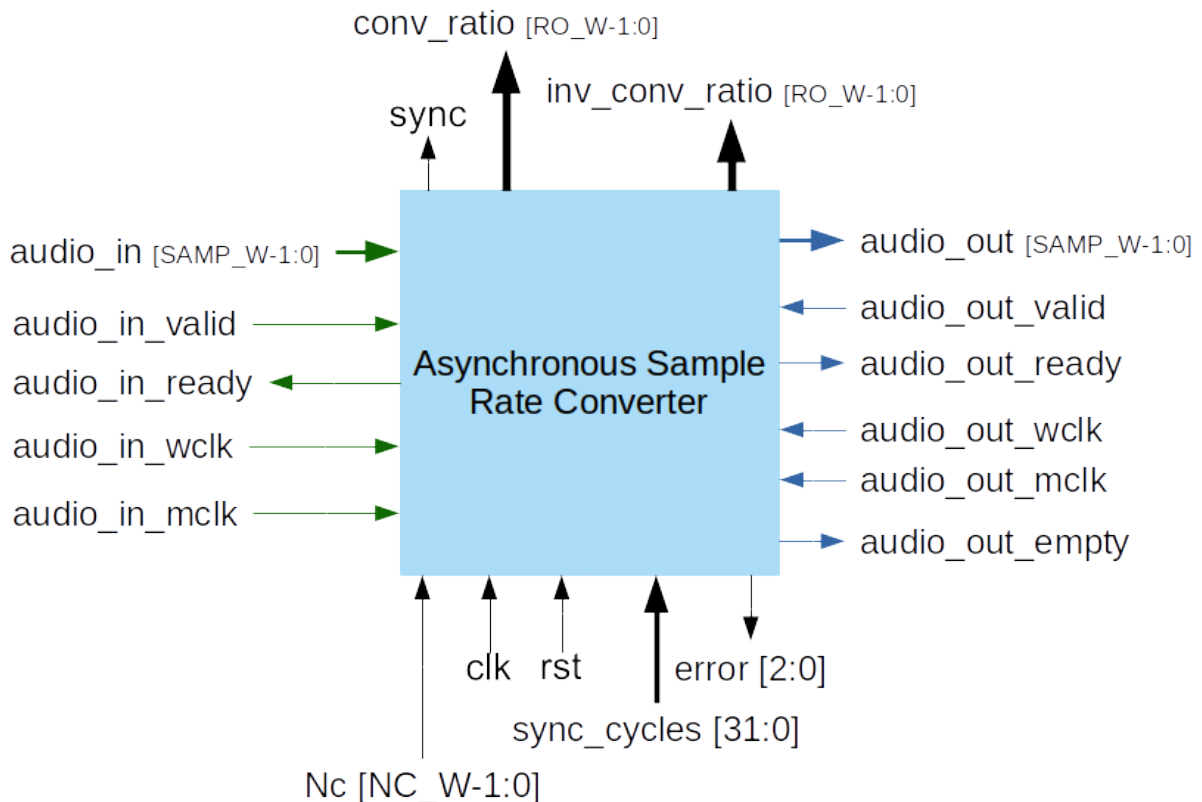 conv_ratio [RO_W-1:0]
inv_conv_ratio [RO_W-1:0]
sync
audio_in [SAMP_W-1:0]
audio_in_valid
audio_in_ready
audio_in_wclk
audio_in_mclk
Asynchronous Sample
Rate Converter
audio_out [SAMP_W-1:0]
audio_out_valid
audio_out_ready
audio_out_wclk
audio_out_mclk
audio_out_empty
clk
rst
error [2:0]
sync_cycles [31:0]
Nc [NC_W-1:0]